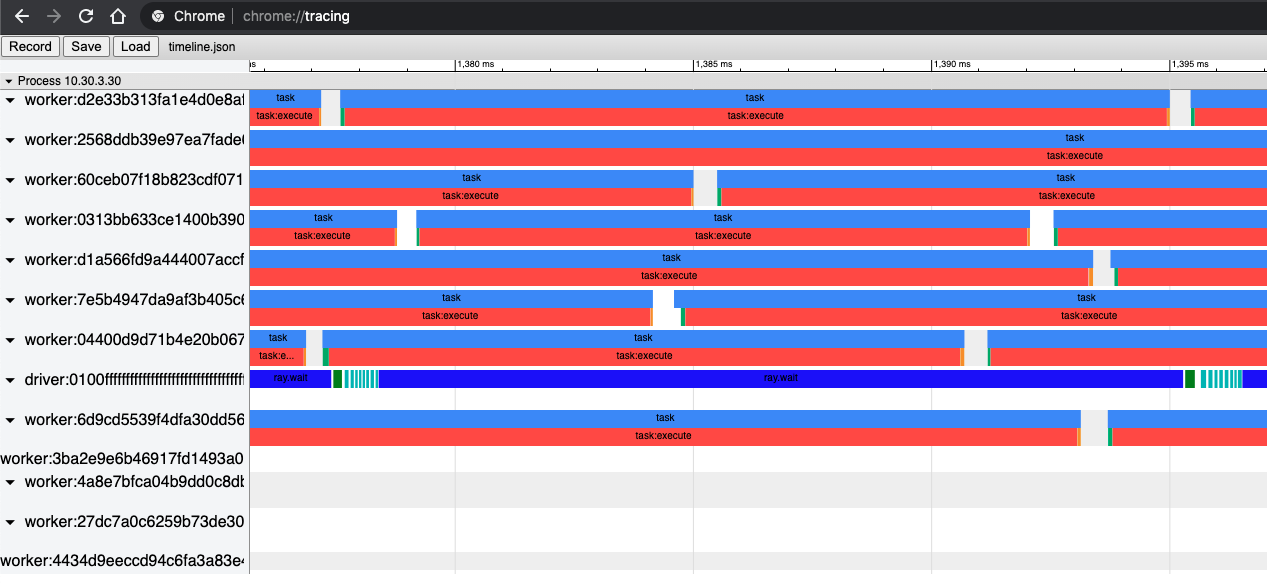 Chrome chrome://tracing
Record Save Load timeline.json
1,380 ms 1,385 ms 1,390 ms 1,395 ms
Process 10.30.3.30
worker:d2e33b313fa1e4d0e8a
task task
task:execute task:execute
worker:2568ddb39e97ea7fade
task
task:execute
worker:60ceb07f18b823cdf071
task task
task:execute task:execute
worker:0313bb633ce1400b390
task task
task:execute task:execute
worker:d1a566fd9a444007accf
task
task:execute
worker:7e5b4947da9af3b405c6
task task
task:execute task:execute
worker:04400d9d71b4e20b067
task task
task:e... task:execute
driver:0100ffffffffffffffffffffffffffffffff
ray.wait ray.wait
worker:6d9cd5539f4dfa30dd56
task
task:execute
worker:3ba2e9e6b46917fd1493a0
worker:4a8e7bfca04b9dd0c8db
worker:27dc7a0c6259b73de30
worker:4434d9eeccd94c6fa3a83e4